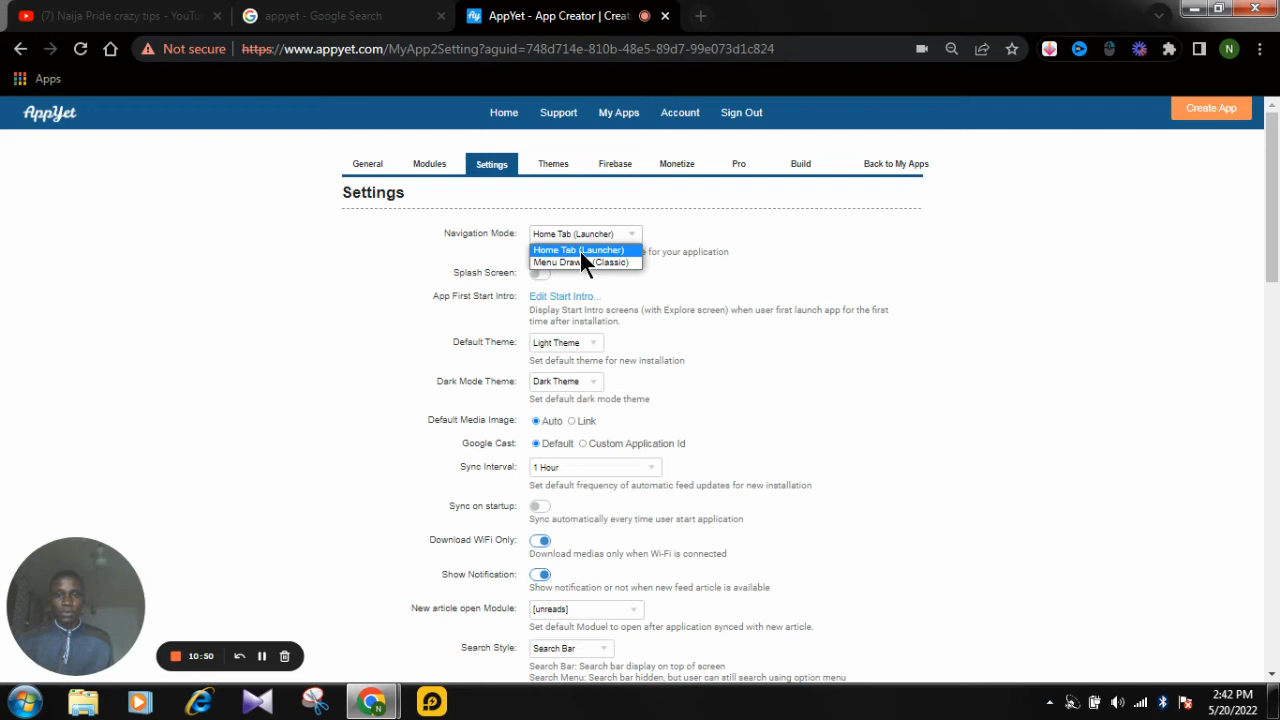 Naija Pride crazy tips - YouTu
appyet - Google Search
AppYet - App Creator | Creat
Not secure
https://www.appyet.com/MyApp2Setting?aguid=748d714e-810b-48e5-89d7-99e073d1c824
N
Apps
AppYet
Home
Support
My Apps
Account
Sign Out
Create App
General
Modules
Settings
Themes
Firebase
Monetize
Pro
Build
Back to My Apps
Settings
Navigation Mode:
Home Tab (Launcher)
Home Tab (Launcher)
e for your application
Menu Draw (Classic)
Splash Screen:
App First Start Intro:
Edit Start Intro...
Display Start Intro screens (with Explore screen) when user first launch app for the first
time after installation.
Default Theme:
Light Theme
Set default theme for new installation
Dark Mode Theme:
Dark Theme
Set default dark mode theme
Default Media Image:
Auto
Link
Google Cast:
Default
Custom Application Id
Sync Interval:
1 Hour
Set default frequency of automatic feed updates for new installation
Sync on startup:
Sync automatically every time user start application
Download WiFi Only:
Download medias only when Wi-Fi is connected
Show Notification:
Show notification or not when new feed article is available
New article open Module:
[unreads]
Set default Moduel to open after application synced with new article.
Search Style:
Search Bar
Search Bar: Search bar display on top of screen
Search Menu: Search bar hidden, but user can still search using option menu
10:50
2:42 PM
5/20/2022